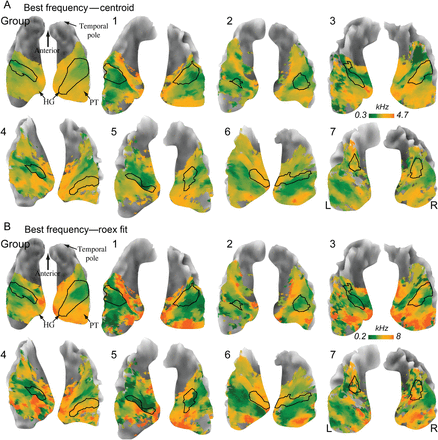 A Best frequency—centroid
Group 1 2 3
Temporal pole
Anterior
HG PT
kHz
0.3 4.7
4 5 6 7
L R
B Best frequency—roex fit
Group 1 2 3
Temporal pole
Anterior
HG PT
kHz
0.2 8
4 5 6 7
L R